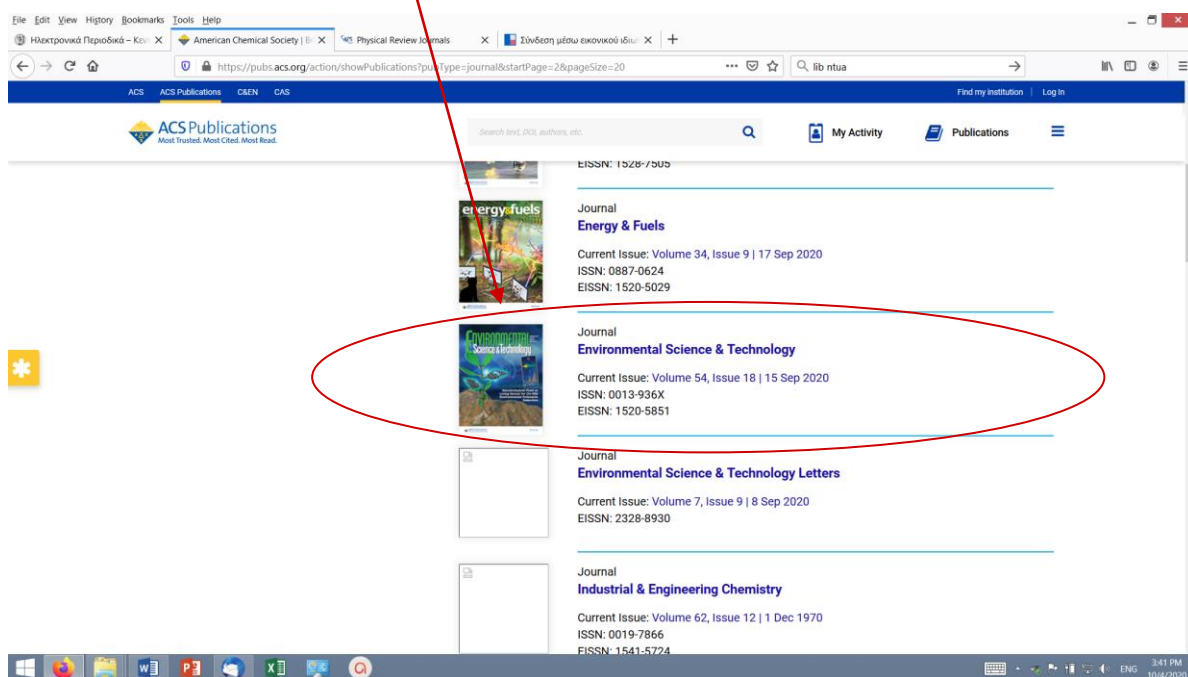 File Edit View History Bookmarks Tools Help
Ηλεκτρονικά Περιοδικά – Κεν
American Chemical Society | B
Physical Review Journals
Σύνδεση μέσω εικονικού ιδιω
https://pubs.acs.org/action/showPublications?pubType=journal&startPage=2&pageSize=20
lib ntua
ACS ACS Publications C&EN CAS Find my institution | Log In
ACS Publications
Most Trusted. Most Cited. Most Read.
Search text, DOI, authors, etc.
My Activity
Publications
EISSN: 1528-7505
energy&fuels
Journal
Energy & Fuels
Current Issue: Volume 34, Issue 9 | 17 Sep 2020
ISSN: 0887-0624
EISSN: 1520-5029
ENVIRONMENTAL
Science & Technology
Journal
Environmental Science & Technology
Current Issue: Volume 54, Issue 18 | 15 Sep 2020
ISSN: 0013-936X
EISSN: 1520-5851
Journal
Environmental Science & Technology Letters
Current Issue: Volume 7, Issue 9 | 8 Sep 2020
EISSN: 2328-8930
Journal
Industrial & Engineering Chemistry
Current Issue: Volume 62, Issue 12 | 1 Dec 1970
ISSN: 0019-7866
EISSN: 1541-5724
ENG
3:41 PM
10/4/2020